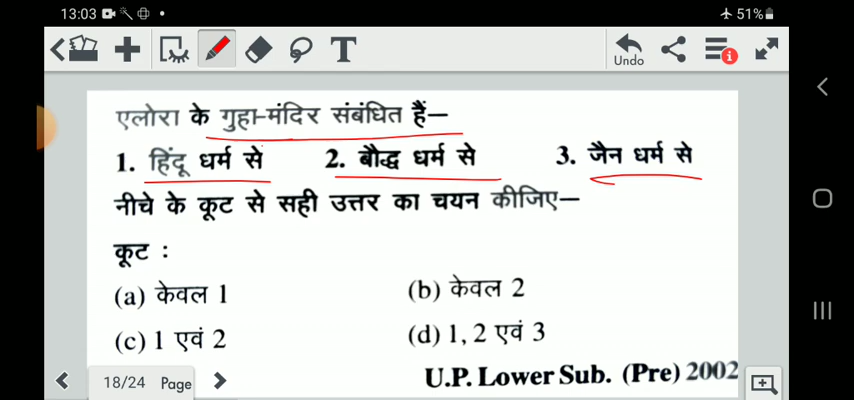 13:03
51%
T
Undo
i
एलोरा के गुहा-मंदिर संबंधित हैं–
1. हिंदू धर्म से 2. बौद्ध धर्म से 3. जैन धर्म से
नीचे के कूट से सही उत्तर का चयन कीजिए–
कूट :
(a) केवल 1 (b) केवल 2
(c) 1 एवं 2 (d) 1, 2 एवं 3
U.P. Lower Sub. (Pre) 2002
18/24 Page